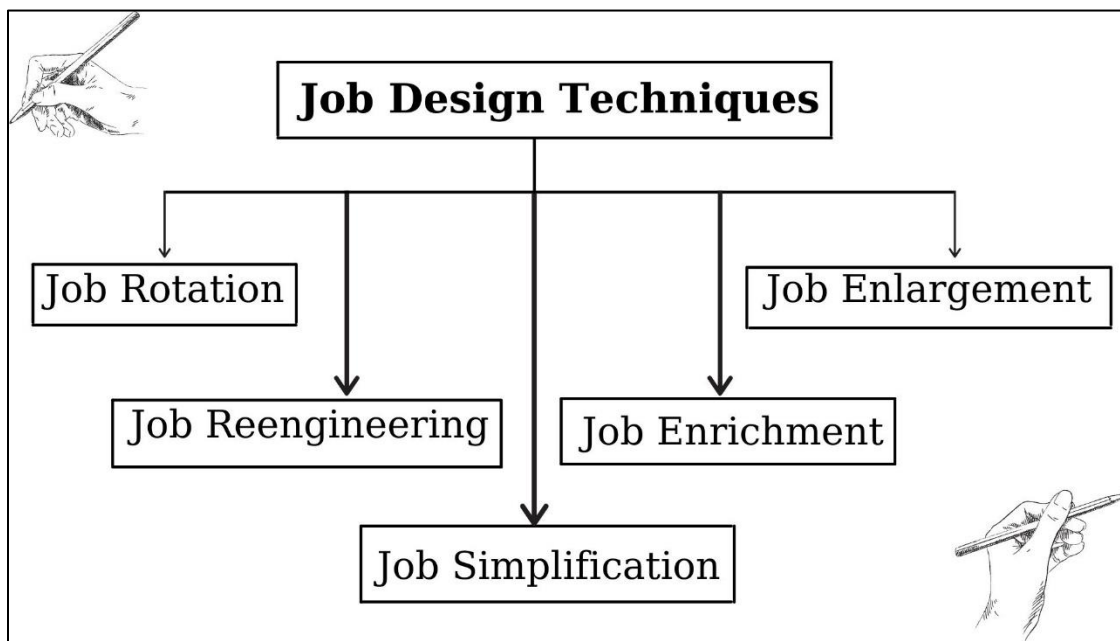 Job Design Techniques
Job Rotation
Job Enlargement
Job Reengineering
Job Enrichment
Job Simplification